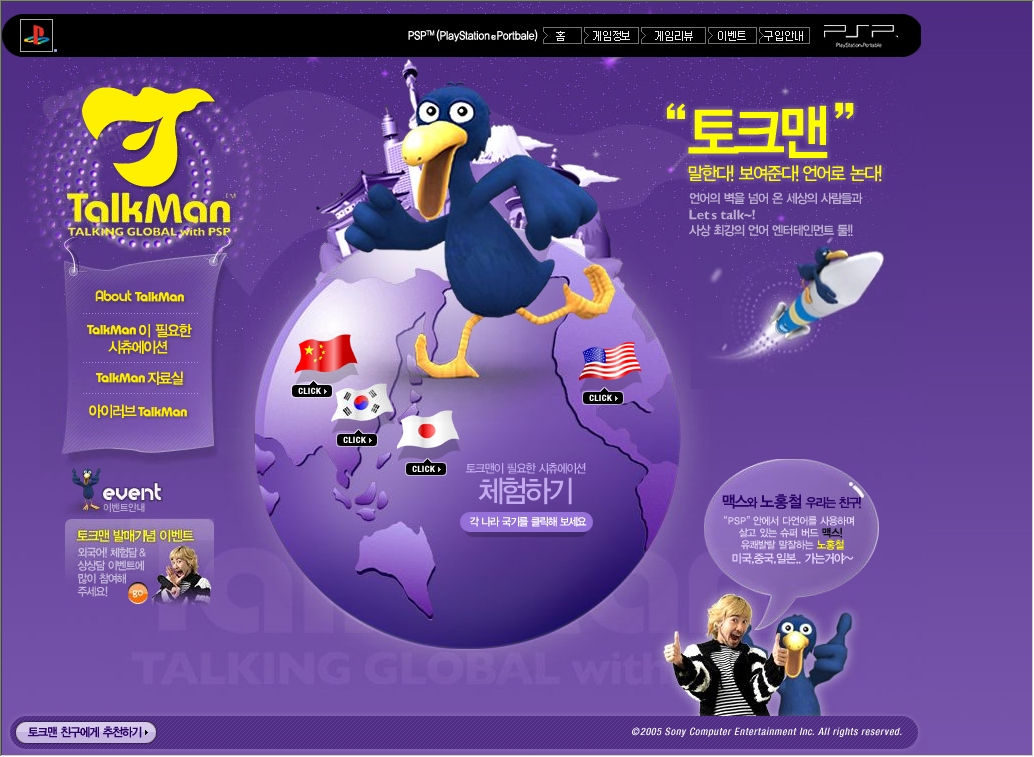 PSP™ (PlayStation®Portbale)
홈
게임정보
게임리뷰
이벤트
구입안내
PSP
PlayStation®Portable
TalkMan™
TALKING GLOBAL with PSP
About TalkMan
TalkMan이 필요한
시츄에이션
TalkMan 자료실
아이러브 TalkMan
event
이벤트안내
토크맨 발매기념 이벤트
외국어! 체험담 &
상상담 이벤트에
많이 참여해
주세요!
go
“토크맨”
말한다! 보여준다! 언어로 논다!
언어의 벽을 넘어 온 세상의 사람들과
Let's talk~!
사상 최강의 언어 엔터테인먼트 툴!!
CLICK
CLICK
CLICK
CLICK
토크맨이 필요한 시츄에이션
체험하기
각 나라 국기를 클릭해 보세요
맥스와 노홍철 우리는 친구!
“PSP” 안에서 다언어를 사용하며
살고 있는 슈퍼 버드 맥스!
유쾌발랄 말잘하는 노홍철
미국,중국,일본.. 가는거야~
TalkMan
TALKING GLOBAL with
토크맨 친구에게 추천하기
©2005 Sony Computer Entertainment Inc. All rights reserved.